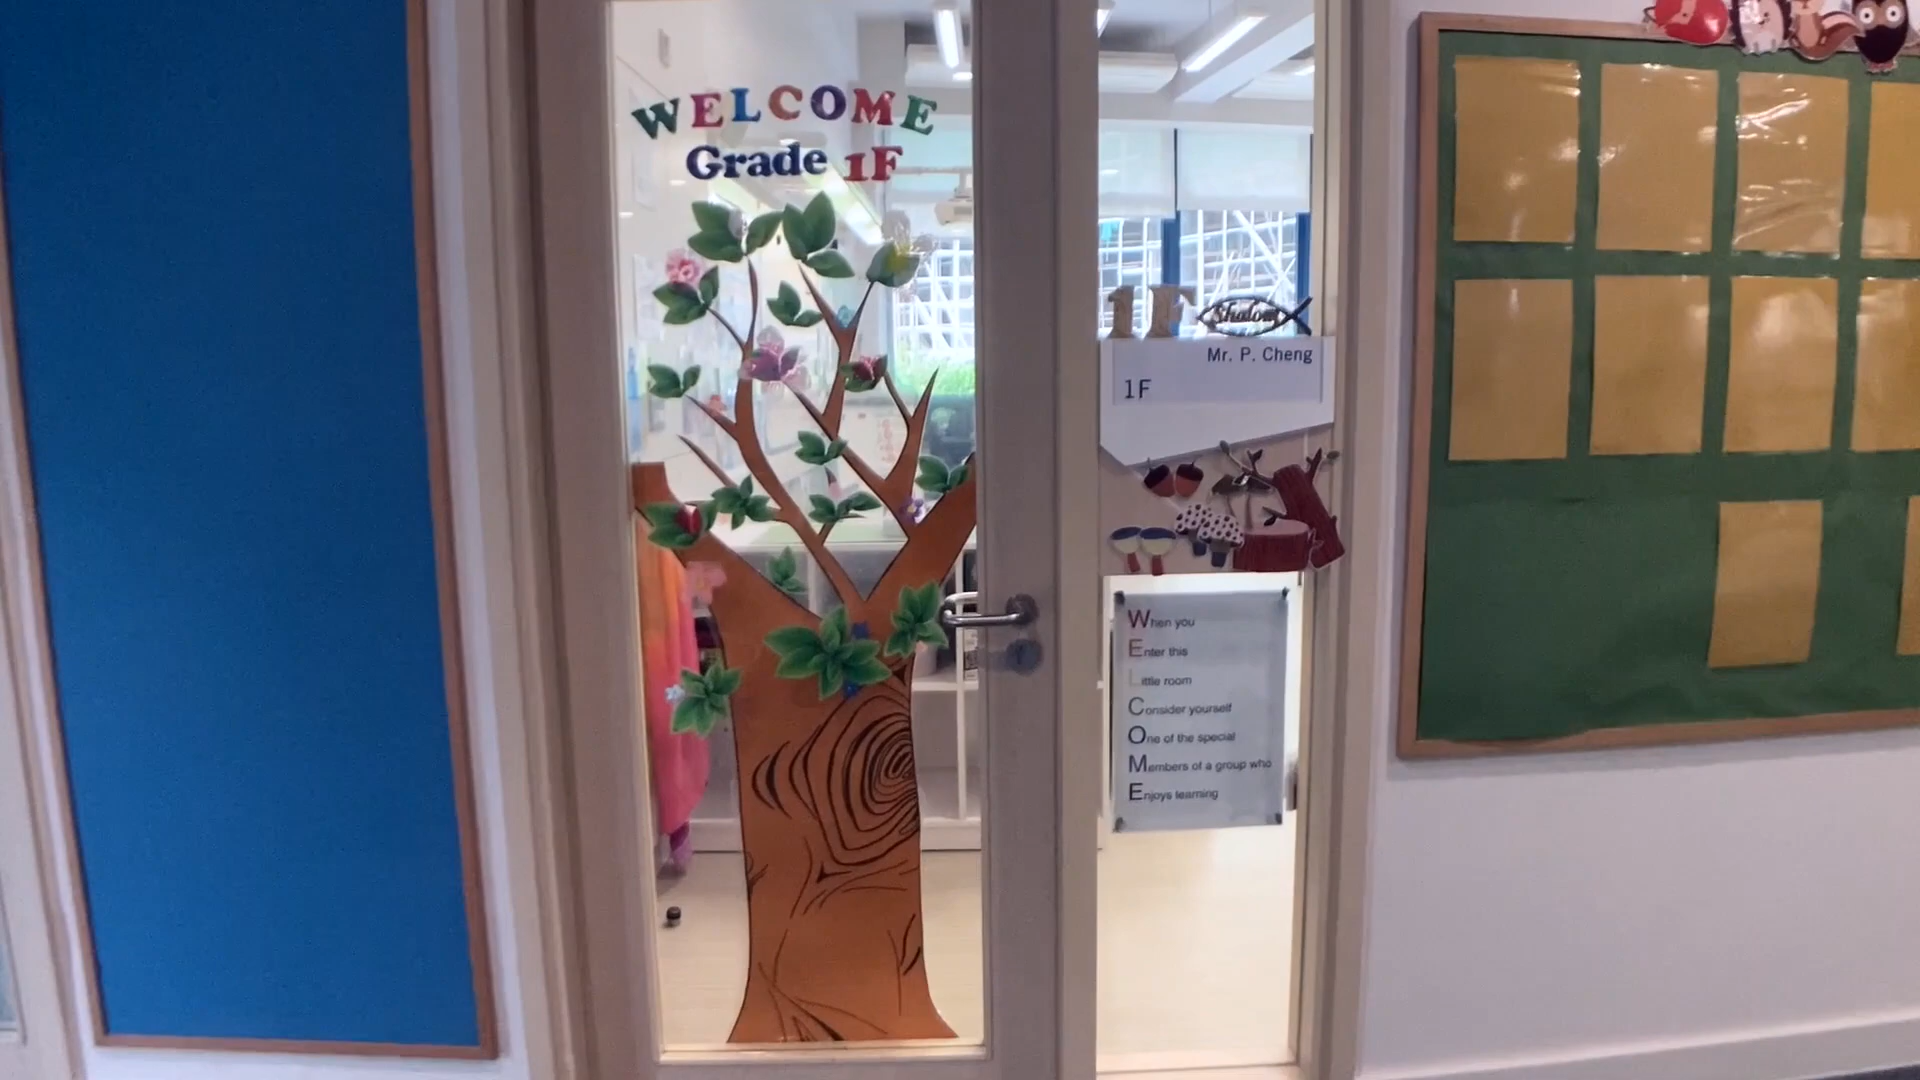 WELCOME
Grade 1F
1F
Shalom
Mr. P. Cheng
1F
When you
Enter this
Little room
Consider yourself
One of the special
Members of a group who
Enjoys learning